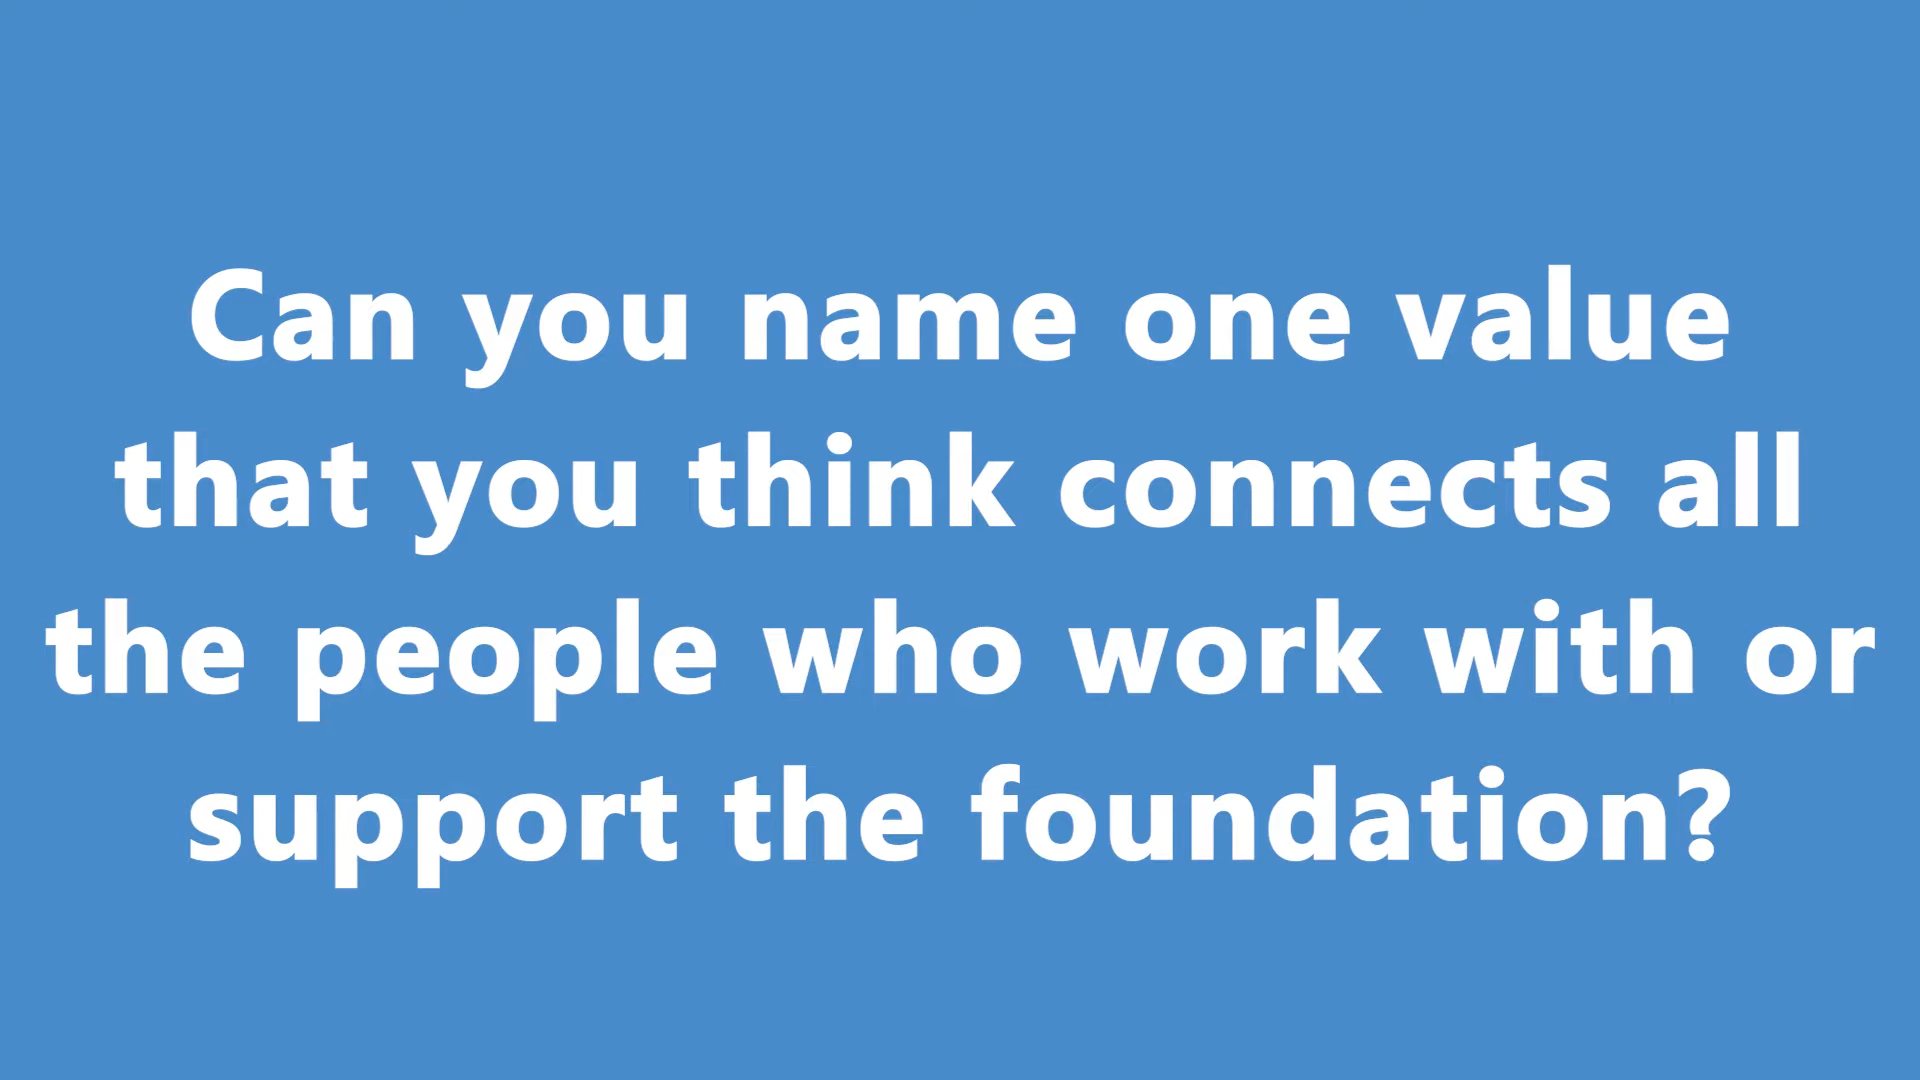 Can you name one value
that you think connects all
the people who work with or
support the foundation?